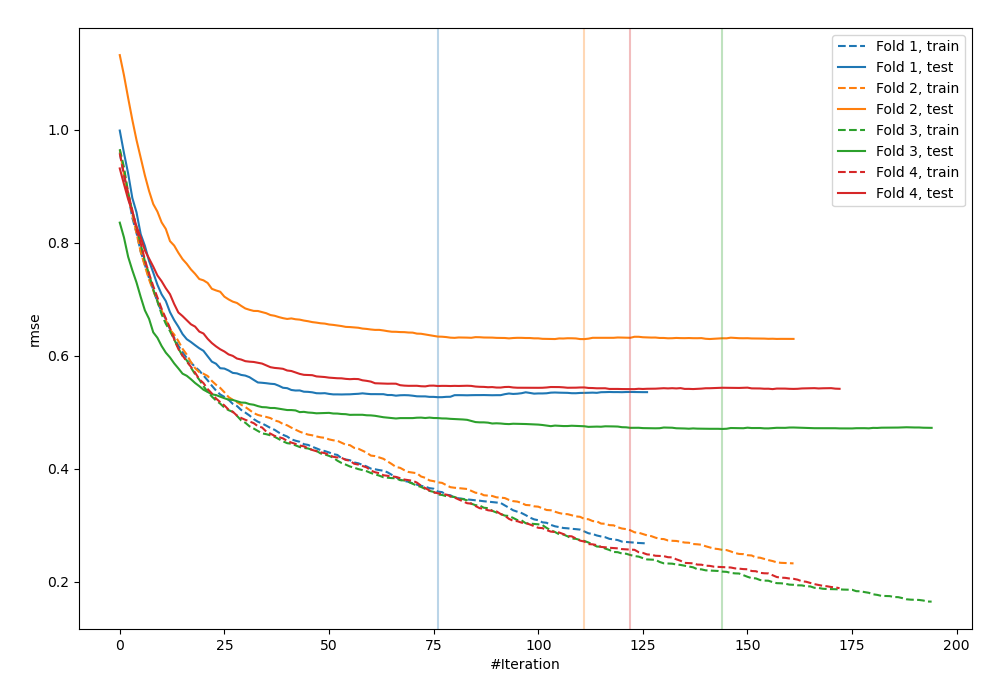 1.0
0.8
0.6
0.4
0.2
rmse
0 25 50 75 100 125 150 175 200
#Iteration
Fold 1, train
Fold 1, test
Fold 2, train
Fold 2, test
Fold 3, train
Fold 3, test
Fold 4, train
Fold 4, test